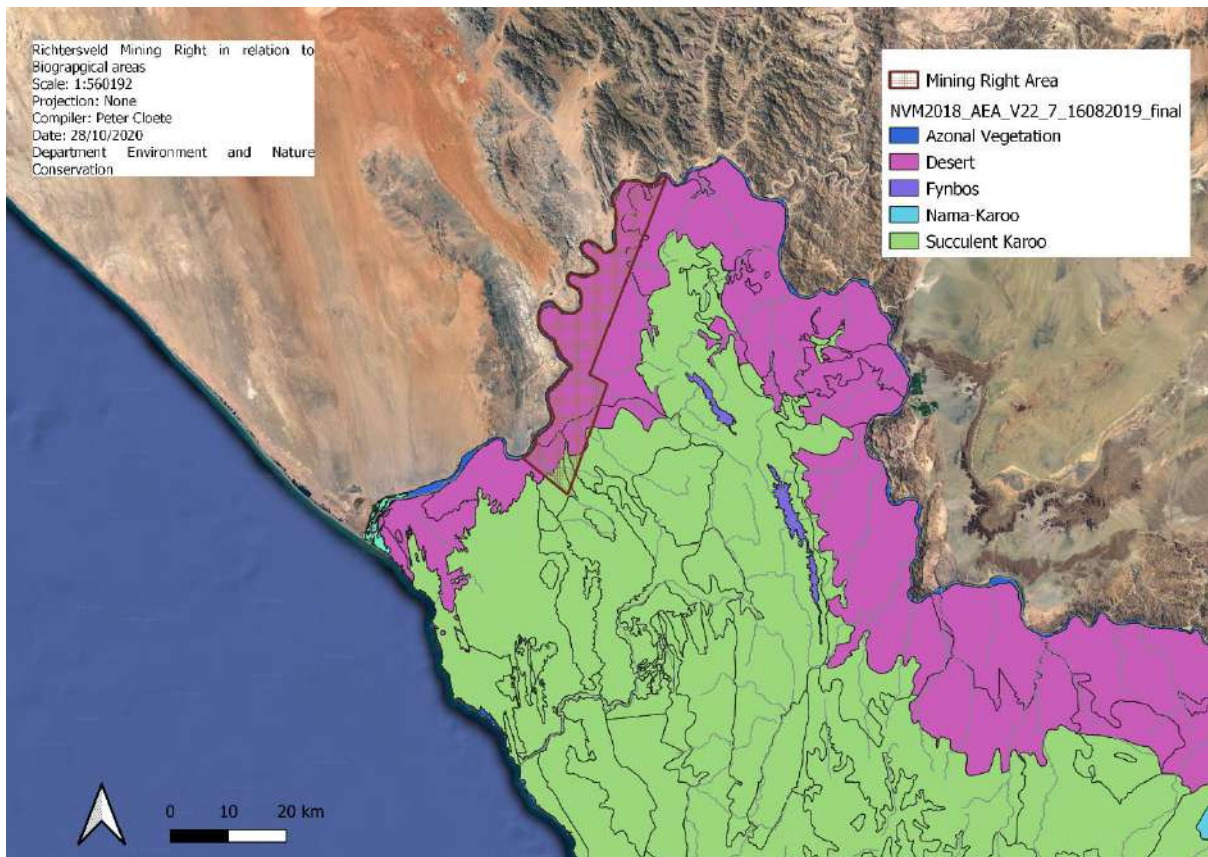 Richtersveld Mining Right in relation to
Biograpgical areas
Scale: 1:560192
Projection: None
Compiler: Peter Cloete
Date: 28/10/2020
Department Environment and Nature
Conservation
Mining Right Area
NVM2018_AEA_V22_7_16082019_final
Azonal Vegetation
Desert
Fynbos
Nama-Karoo
Succulent Karoo
0 10 20 km